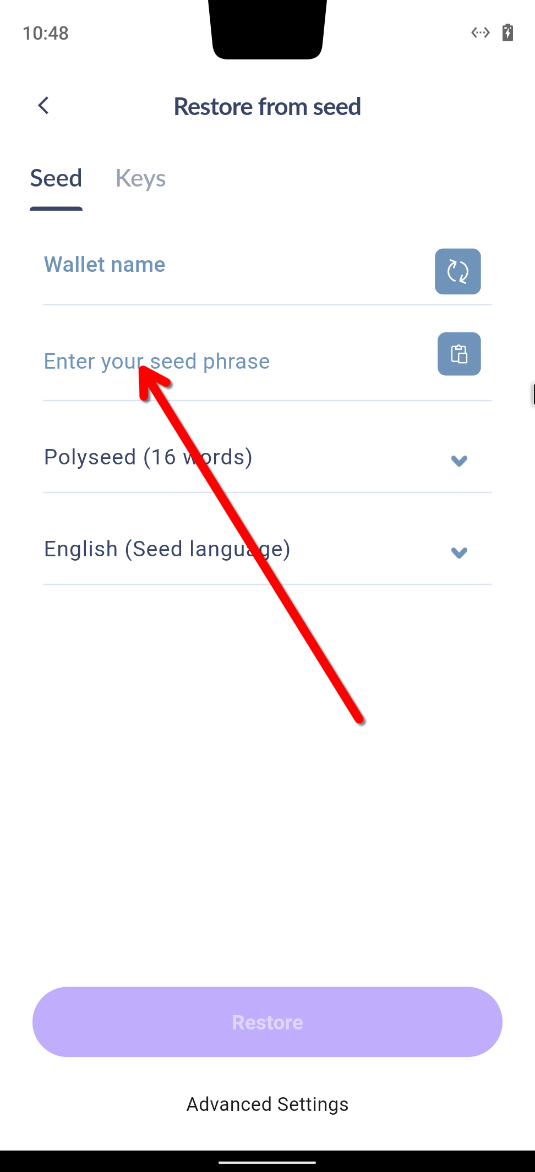 10:48
Restore from seed
Seed Keys
Wallet name
Enter your seed phrase
Polyseed (16 words)
English (Seed language)
Restore
Advanced Settings